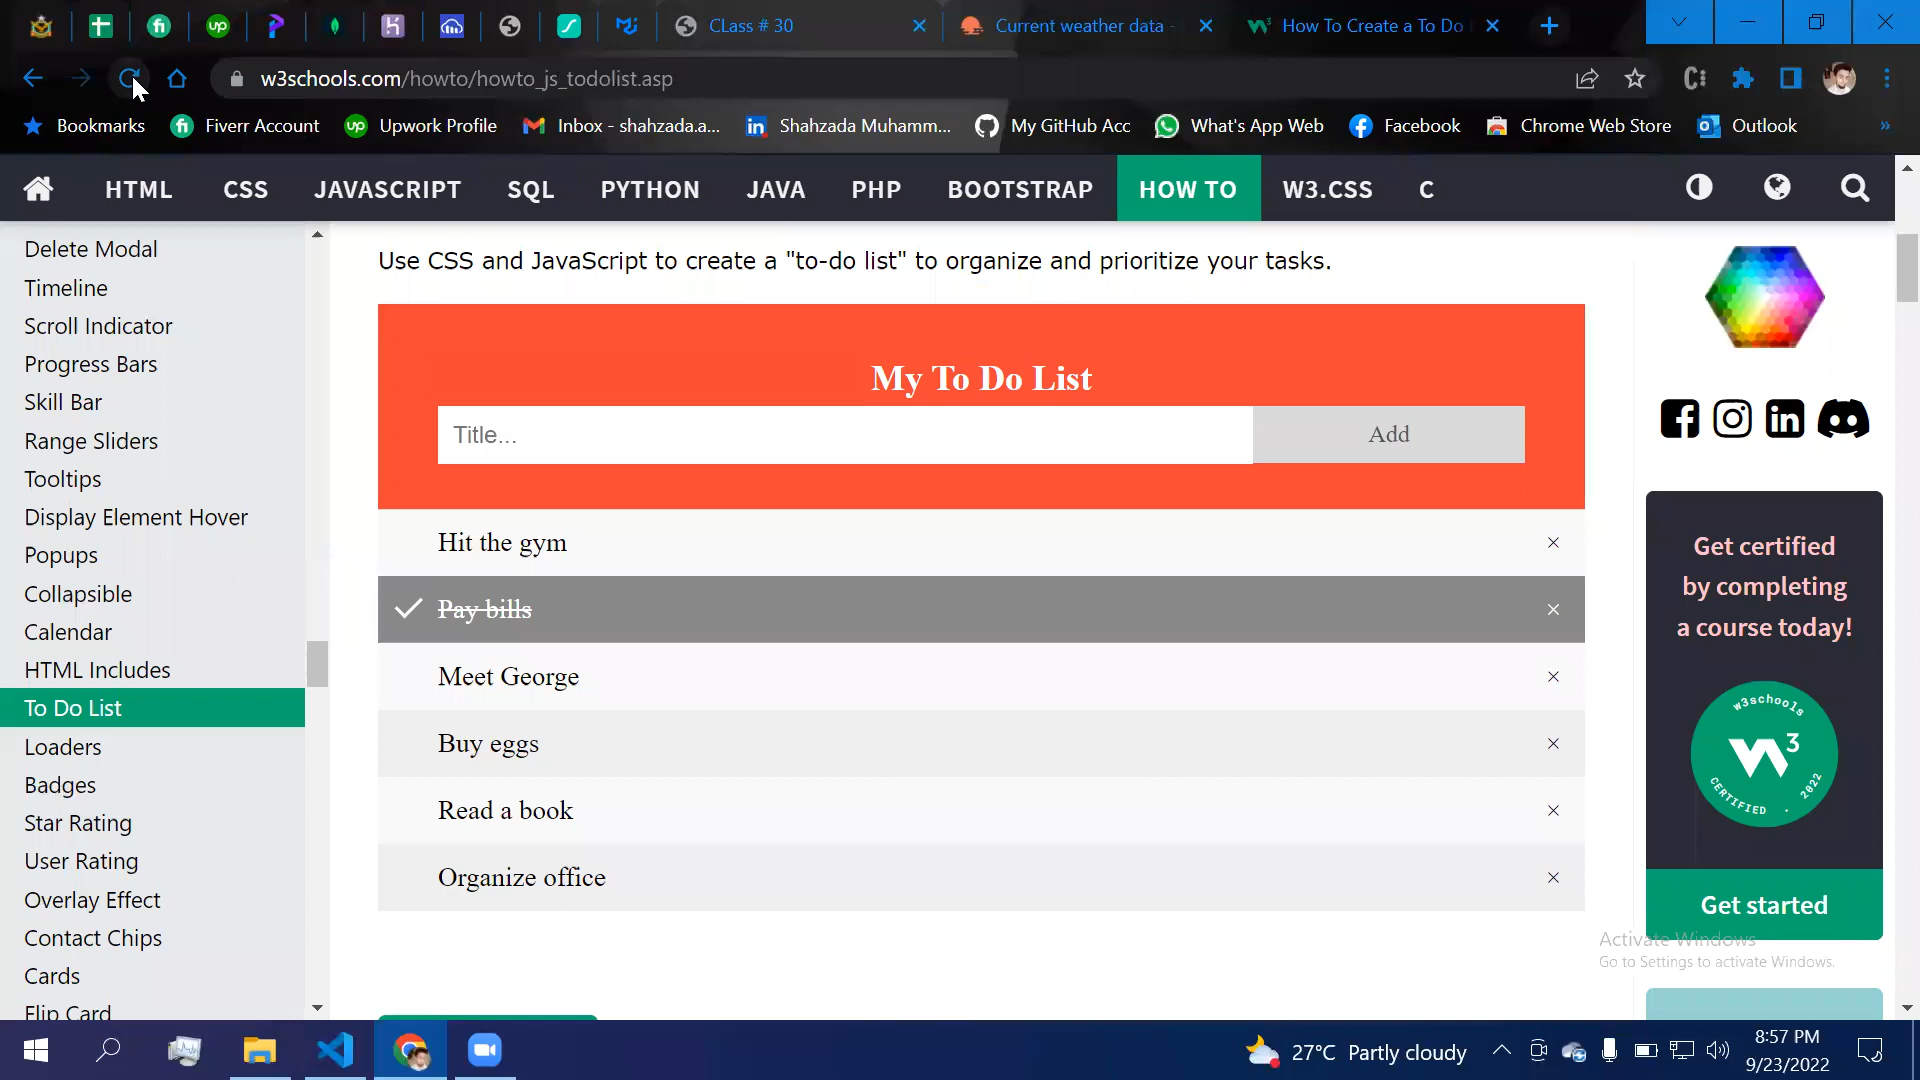 CLass # 30
Current weather data -
How To Create a To Do
w3schools.com/howto/howto_js_todolist.asp
Bookmarks
Fiverr Account
Upwork Profile
Inbox - shahzada.a...
Shahzada Muhamm...
My GitHub Acc
What's App Web
Facebook
Chrome Web Store
Outlook
»
HTML
CSS
JAVASCRIPT
SQL
PYTHON
JAVA
PHP
BOOTSTRAP
HOW TO
W3.CSS
C
Delete Modal
Timeline
Scroll Indicator
Progress Bars
Skill Bar
Range Sliders
Tooltips
Display Element Hover
Popups
Collapsible
Calendar
HTML Includes
To Do List
Loaders
Badges
Star Rating
User Rating
Overlay Effect
Contact Chips
Cards
Flip Card
Use CSS and JavaScript to create a "to-do list" to organize and prioritize your tasks.
My To Do List
Title...
Add
Hit the gym
×
Pay bills
×
Meet George
×
Buy eggs
×
Read a book
×
Organize office
×
Get certified
by completing
a course today!
w3schools
W3
CERTIFIED . 2022
Get started
Activate Windows
Go to Settings to activate Windows.
27°C Partly cloudy
8:57 PM
9/23/2022